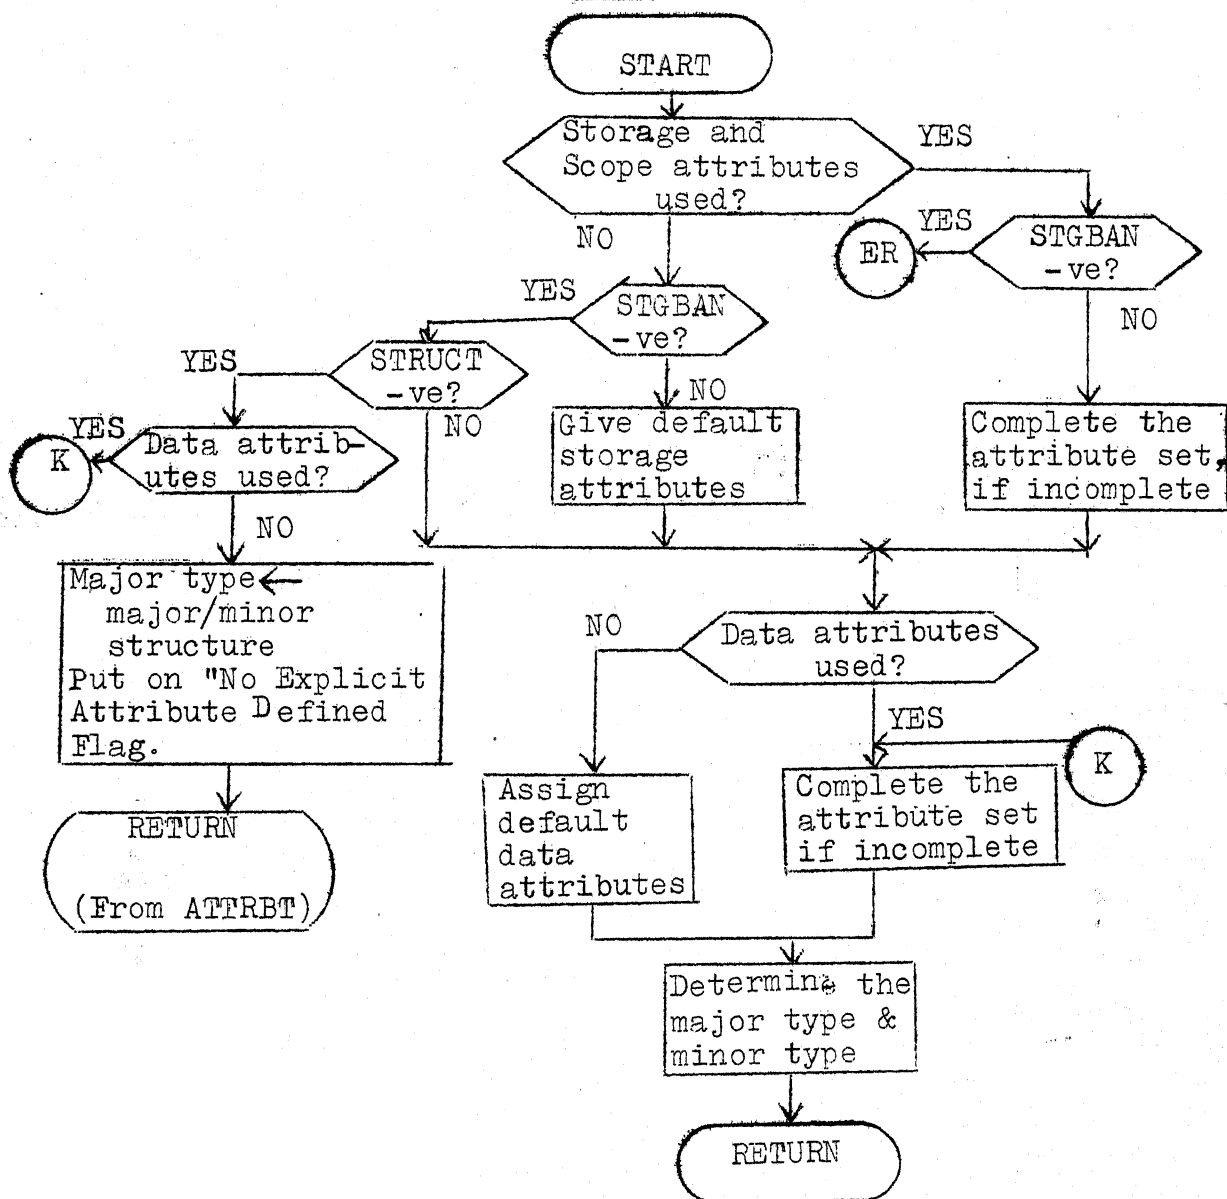 START
Storage and
Scope attributes
used?
YES
NO
YES
STGBAN
-ve?
ER
NO
YES
STGBAN
-ve?
NO
YES
STRUCT
-ve?
NO
YES
Data attrib-
utes used?
K
NO
Give default
storage
attributes
Complete the
attribute set,
if incomplete
Major type←
major/minor
structure
Put on "No Explicit
Attribute Defined
Flag.
RETURN
(From ATTRBT)
Data attributes
used?
NO
YES
K
Assign
default
data
attributes
Complete the
attribute set
if incomplete
Determine the
major type &
minor type
RETURN